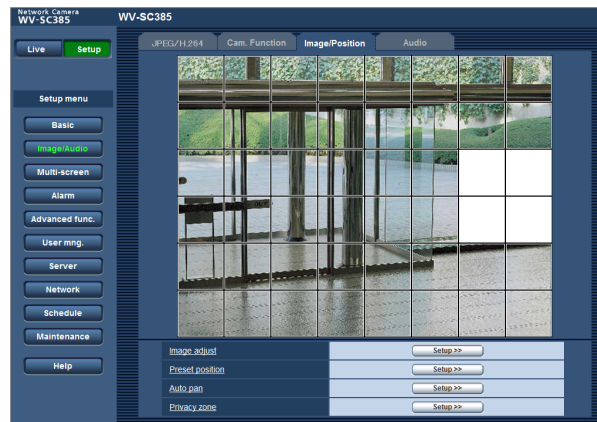 Network Camera
WV-SC385
WV-SC385
Live
Setup
JPEG/H.264
Cam. Function
Image/Position
Audio
Setup menu
Basic
Image/Audio
Multi-screen
Alarm
Advanced func.
User mng.
Server
Network
Schedule
Maintenance
Help
Image adjust
Setup >>
Preset position
Setup >>
Auto pan
Setup >>
Privacy zone
Setup >>